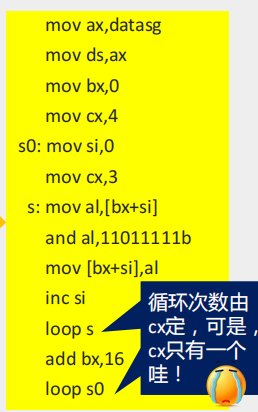 mov ax,datasg
mov ds,ax
mov bx,0
mov cx,4
s0: mov si,0
mov cx,3
s: mov al,[bx+si]
and al,11011111b
mov [bx+si],al
inc si
loop s
add bx,16
loop s0
循环次数由
cx定，可是，
cx只有一个
哇！